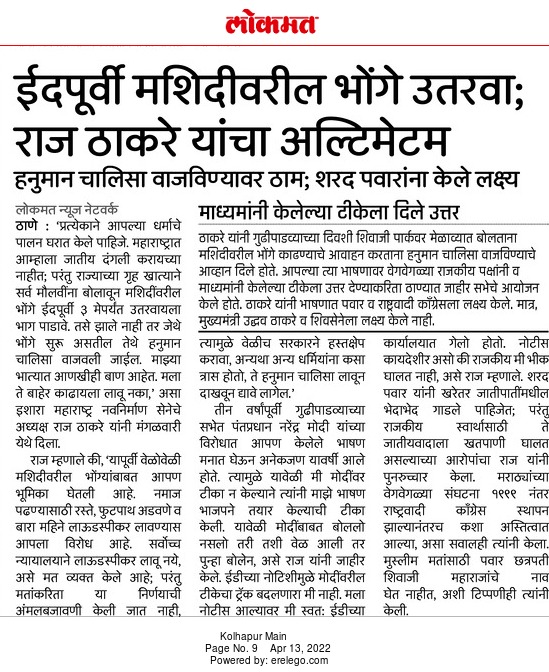 लोकमत
ईदपूर्वी मशिदीवरील भोंगे उतरवा;
राज ठाकरे यांचा अल्टिमेटम
हनुमान चालिसा वाजविण्यावर ठाम; शरद पवारांना केले लक्ष्य
लोकमत न्यूज नेटवर्क
ठाणे : 'प्रत्येकाने आपल्या धर्माचे
पालन घरात केले पाहिजे. महाराष्ट्रात
आम्हाला जातीय दंगली करायच्या
नाहीत; परंतु राज्याच्या गृह खात्याने
सर्व मौलवींना बोलावून मशिदींवरील
भोंगे ईदपूर्वी ३ मेपर्यंत उतरवायला
भाग पाडावे. तसे झाले नाही तर जेथे
भोंगे सुरू असतील तेथे हनुमान
चालिसा वाजवली जाईल. माझ्या
भात्यात आणखीही बाण आहेत. मला
ते बाहेर काढायला लावू नका,' असा
इशारा महाराष्ट्र नवनिर्माण सेनेचे
अध्यक्ष राज ठाकरे यांनी मंगळवारी
येथे दिला.
राज म्हणाले की, 'यापूर्वी वेळोवेळी
मशिदीवरील भोंग्यांबाबत आपण
भूमिका घेतली आहे. नमाज
पढण्यासाठी रस्ते, फुटपाथ अडवणे व
बारा महिने लाऊडस्पीकर लावण्यास
आपला विरोध आहे. सर्वोच्च
न्यायालयाने लाऊडस्पीकर लावू नये,
असे मत व्यक्त केले आहे; परंतु
मतांकरिता या निर्णयाची
अंमलबजावणी केली जात नाही,
माध्यमांनी केलेल्या टीकेला दिले उत्तर
ठाकरे यांनी गुढीपाडव्याच्या दिवशी शिवाजी पार्कवर मेळाव्यात बोलताना
मशिदीवरील भोंगे काढण्याचे आवाहन करताना हनुमान चालिसा वाजविण्याचे
आव्हान दिले होते. आपल्या त्या भाषणावर वेगवेगळ्या राजकीय पक्षांनी व
माध्यमांनी केलेल्या टीकेला उत्तर देण्याकरिता ठाण्यात जाहीर सभेचे आयोजन
केले होते. ठाकरे यांनी भाषणात पवार व राष्ट्रवादी काँग्रेसला लक्ष्य केले. मात्र,
मुख्यमंत्री उद्धव ठाकरे व शिवसेनेला लक्ष्य केले नाही.
त्यामुळे वेळीच सरकारने हस्तक्षेप
करावा, अन्यथा अन्य धर्मियांना कसा
त्रास होतो, ते हनुमान चालिसा लावून
दाखवून द्यावे लागेल.'
तीन वर्षांपूर्वी गुढीपाडव्याच्या
सभेत पंतप्रधान नरेंद्र मोदी यांच्या
विरोधात आपण केलेले भाषण
मनात घेऊन अनेकजण यावर्षी आले
होते. त्यामुळे यावेळी मी मोदींवर
टीका न केल्याने त्यांनी माझे भाषण
भाजपने तयार केल्याची टीका
केली. यावेळी मोदींबाबत बोललो
नसलो तरी तशी वेळ आली तर
पुन्हा बोलेन, असे राज यांनी जाहीर
केले. ईडीच्या नोटिशीमुळे मोदींवरील
टीकेचा ट्रॅक बदलणारा मी नाही. मला
नोटीस आल्यावर मी स्वत: ईडीच्या
कार्यालयात गेलो होतो. नोटीस
कायदेशीर असो की राजकीय मी भीक
घालत नाही, असे राज म्हणाले. शरद
पवार यांनी खरेतर जातीपातींमधील
भेदाभेद गाडले पाहिजेत; परंतु
राजकीय स्वार्थासाठी ते
जातीयवादाला खतपाणी घालत
असल्याच्या आरोपांचा राज यांनी
पुनरुच्चार केला. मराठ्यांच्या
वेगवेगळ्या संघटना १९९९ नंतर
राष्ट्रवादी काँग्रेस स्थापन
झाल्यानंतरच कशा अस्तित्वात
आल्या, असा सवालही त्यांनी केला.
मुस्लीम मतांसाठी पवार छत्रपती
शिवाजी महाराजांचे नाव
घेत नाहीत, अशी टिप्पणीही त्यांनी
केली.
Kolhapur Main
Page No. 9 Apr 13, 2022
Powered by: erelego.com